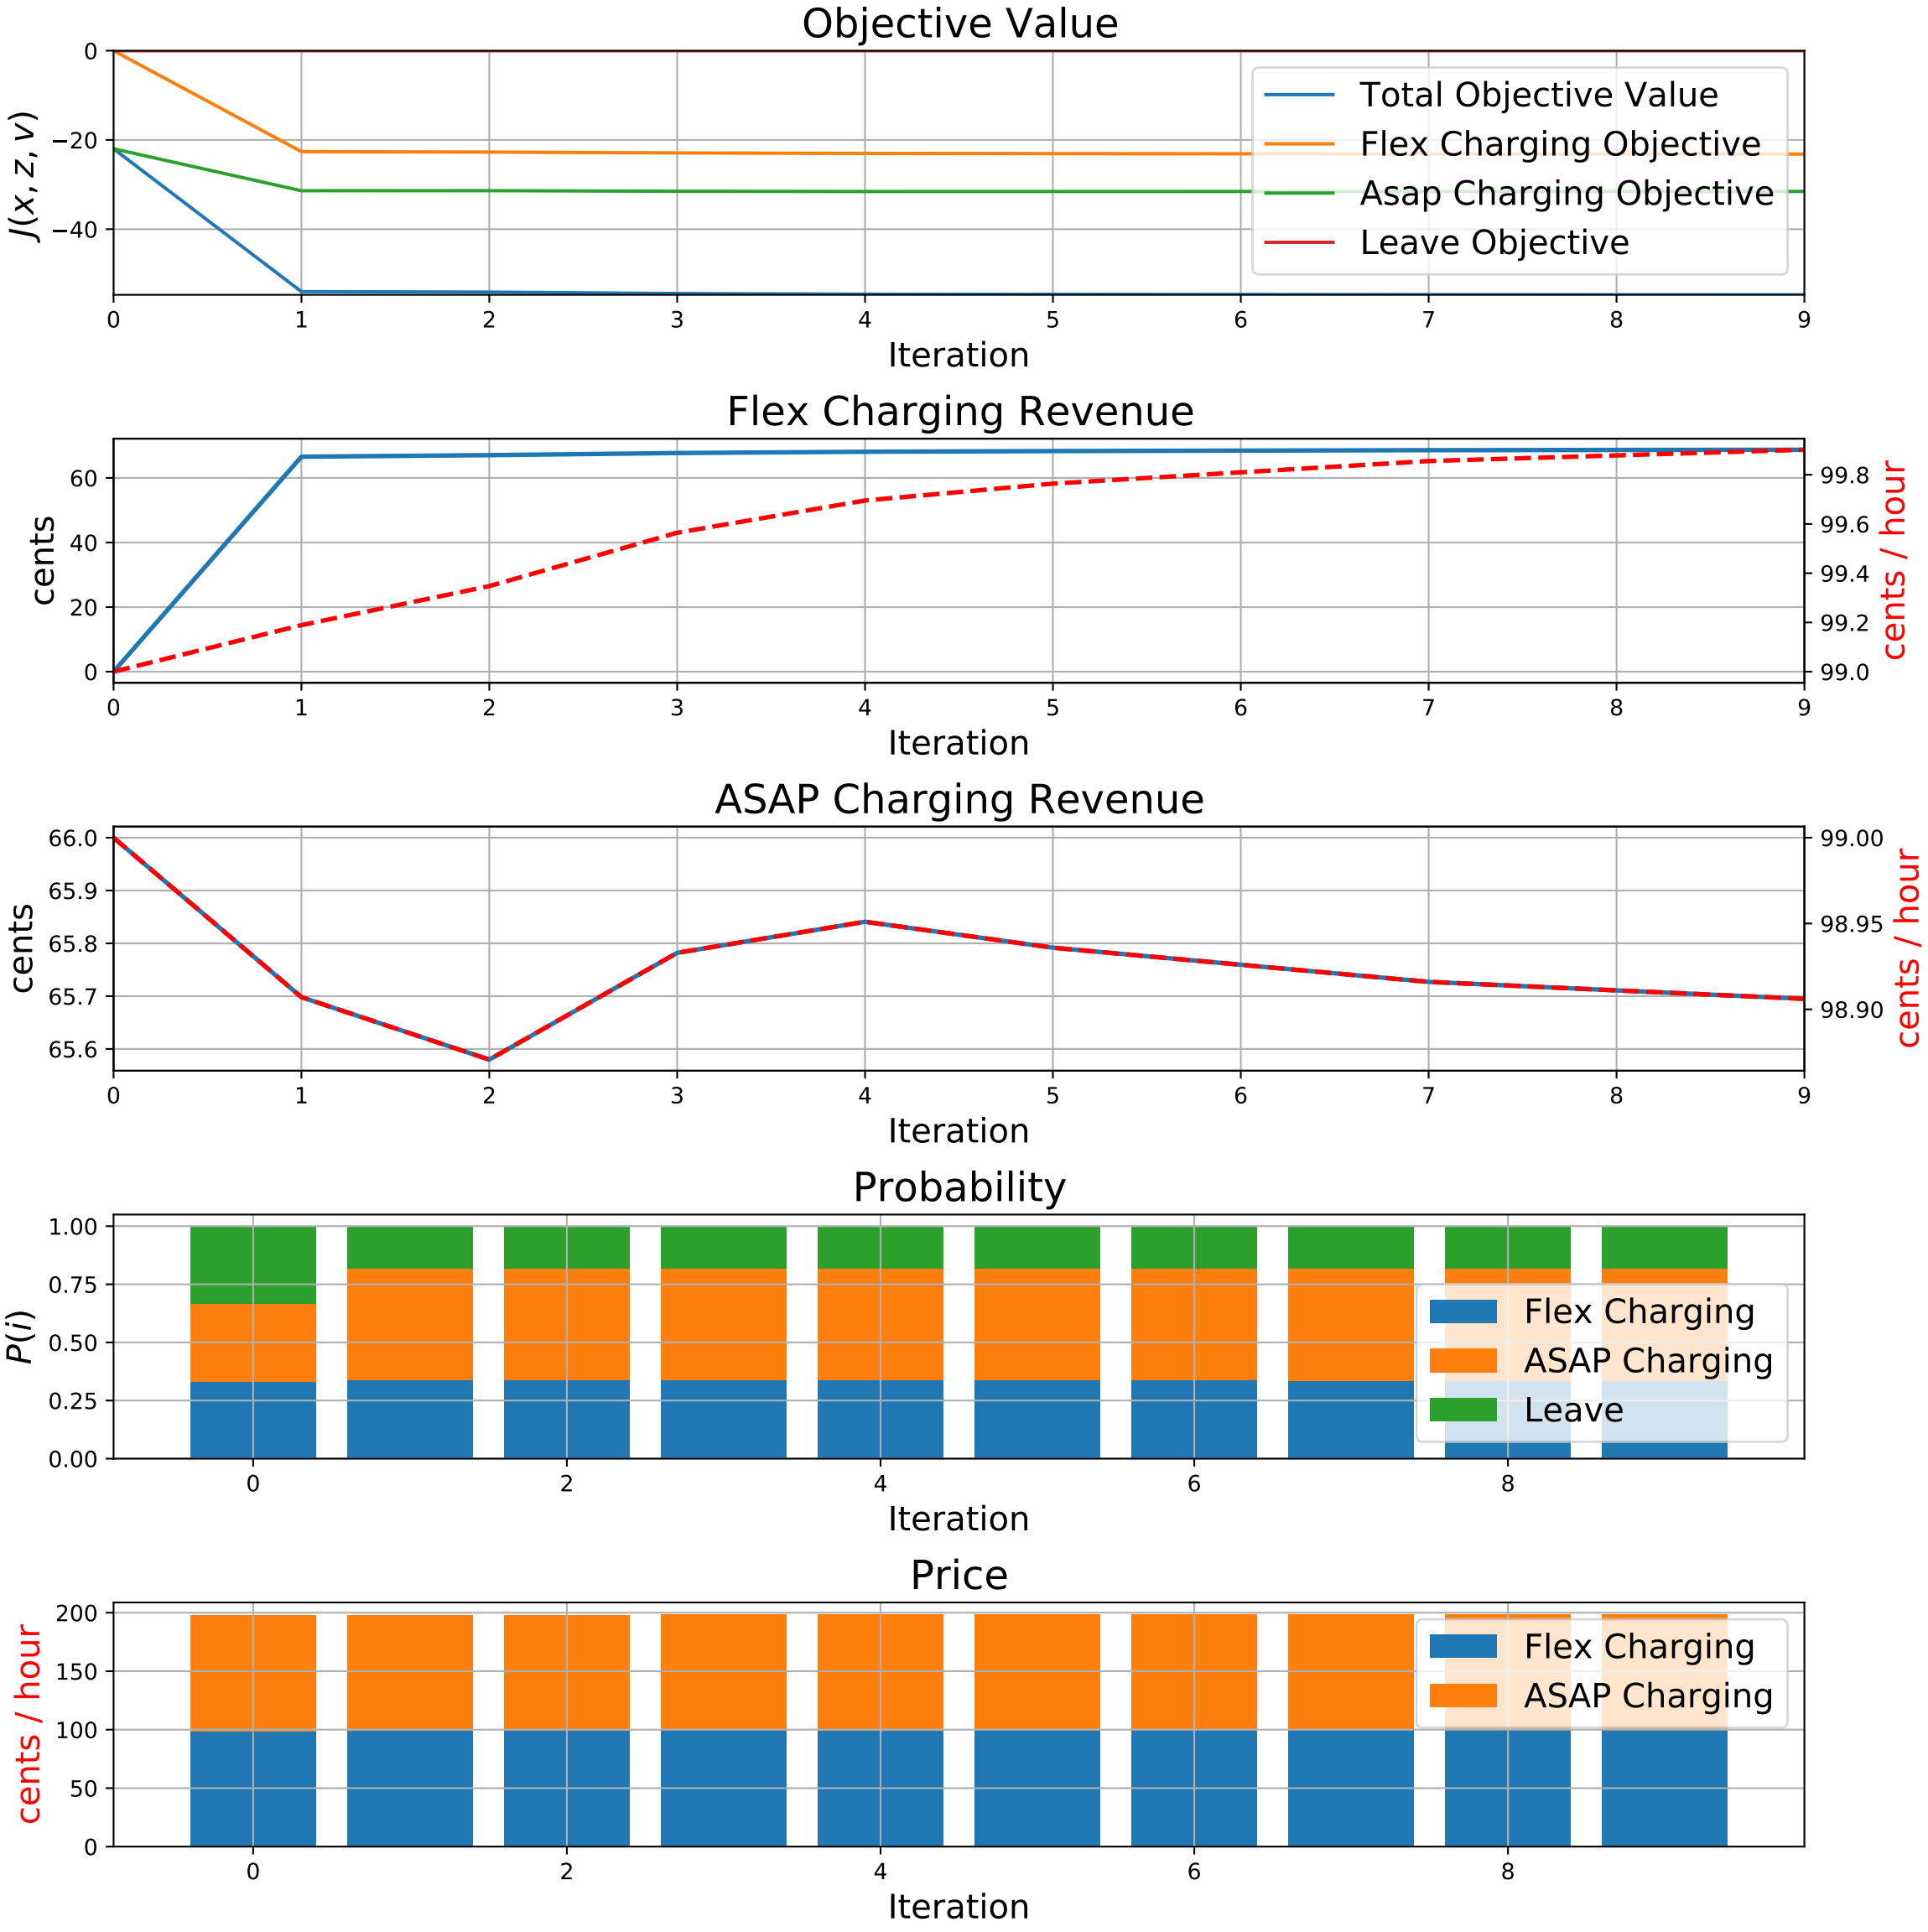 Objective Value
0
−20
−40
J(x, z, v)
Total Objective Value
Flex Charging Objective
Asap Charging Objective
Leave Objective
0 1 2 3 4 5 6 7 8 9
Iteration
Flex Charging Revenue
60
40
20
0
cents
99.8
99.6
99.4
99.2
99.0
cents / hour
0 1 2 3 4 5 6 7 8 9
Iteration
ASAP Charging Revenue
66.0
65.9
65.8
65.7
65.6
cents
99.00
98.95
98.90
cents / hour
0 1 2 3 4 5 6 7 8 9
Iteration
Probability
1.00
0.75
0.50
0.25
0.00
P(i)
Flex Charging
ASAP Charging
Leave
0 2 4 6 8
Iteration
Price
200
150
100
50
0
cents / hour
Flex Charging
ASAP Charging
0 2 4 6 8
Iteration